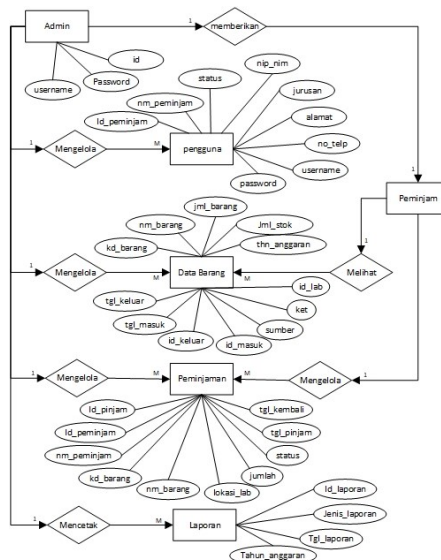 Admin
1
memberikan
id
Password
username
status
nip_nim
nm_peminjam
jurusan
Id_peminjam
alamat
1
Mengelola
M
pengguna
no_telp
username
password
1
Peminjam
jml_barang
nm_barang
Jml_stok
kd_barang
thn_anggaran
1
1
Mengelola
M
Data Barang
M
Melihat
tgl_keluar
id_lab
tgl_masuk
ket
id_keluar
sumber
id_masuk
1
Mengelola
M
Peminjaman
M
Mengelola
1
Id_pinjam
tgl_kembali
Id_peminjam
tgl_pinjam
nm_peminjam
status
kd_barang
jumlah
nm_barang
lokasi_lab
Id_laporan
1
Mencetak
M
Laporan
Jenis_laporan
Tgl_laporan
Tahun_anggaran